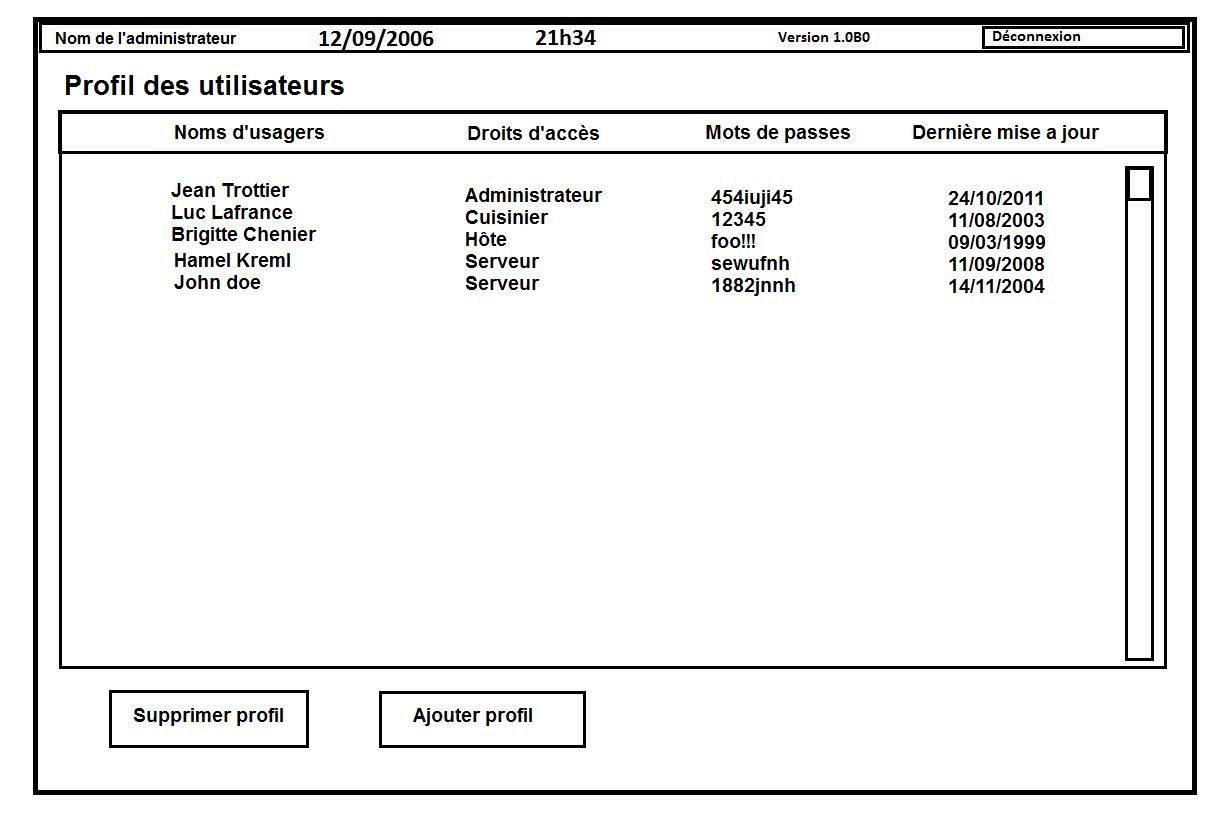 Nom de l'administrateur 12/09/2006 21h34 Version 1.0B0 Déconnexion
Profil des utilisateurs
Noms d'usagers Droits d'accès Mots de passes Dernière mise a jour
Jean Trottier Administrateur 454iuji45 24/10/2011
Luc Lafrance Cuisinier 12345 11/08/2003
Brigitte Chenier Hôte foo!!! 09/03/1999
Hamel Kreml Serveur sewufnh 11/09/2008
John doe Serveur 1882jnnh 14/11/2004
Supprimer profil Ajouter profil